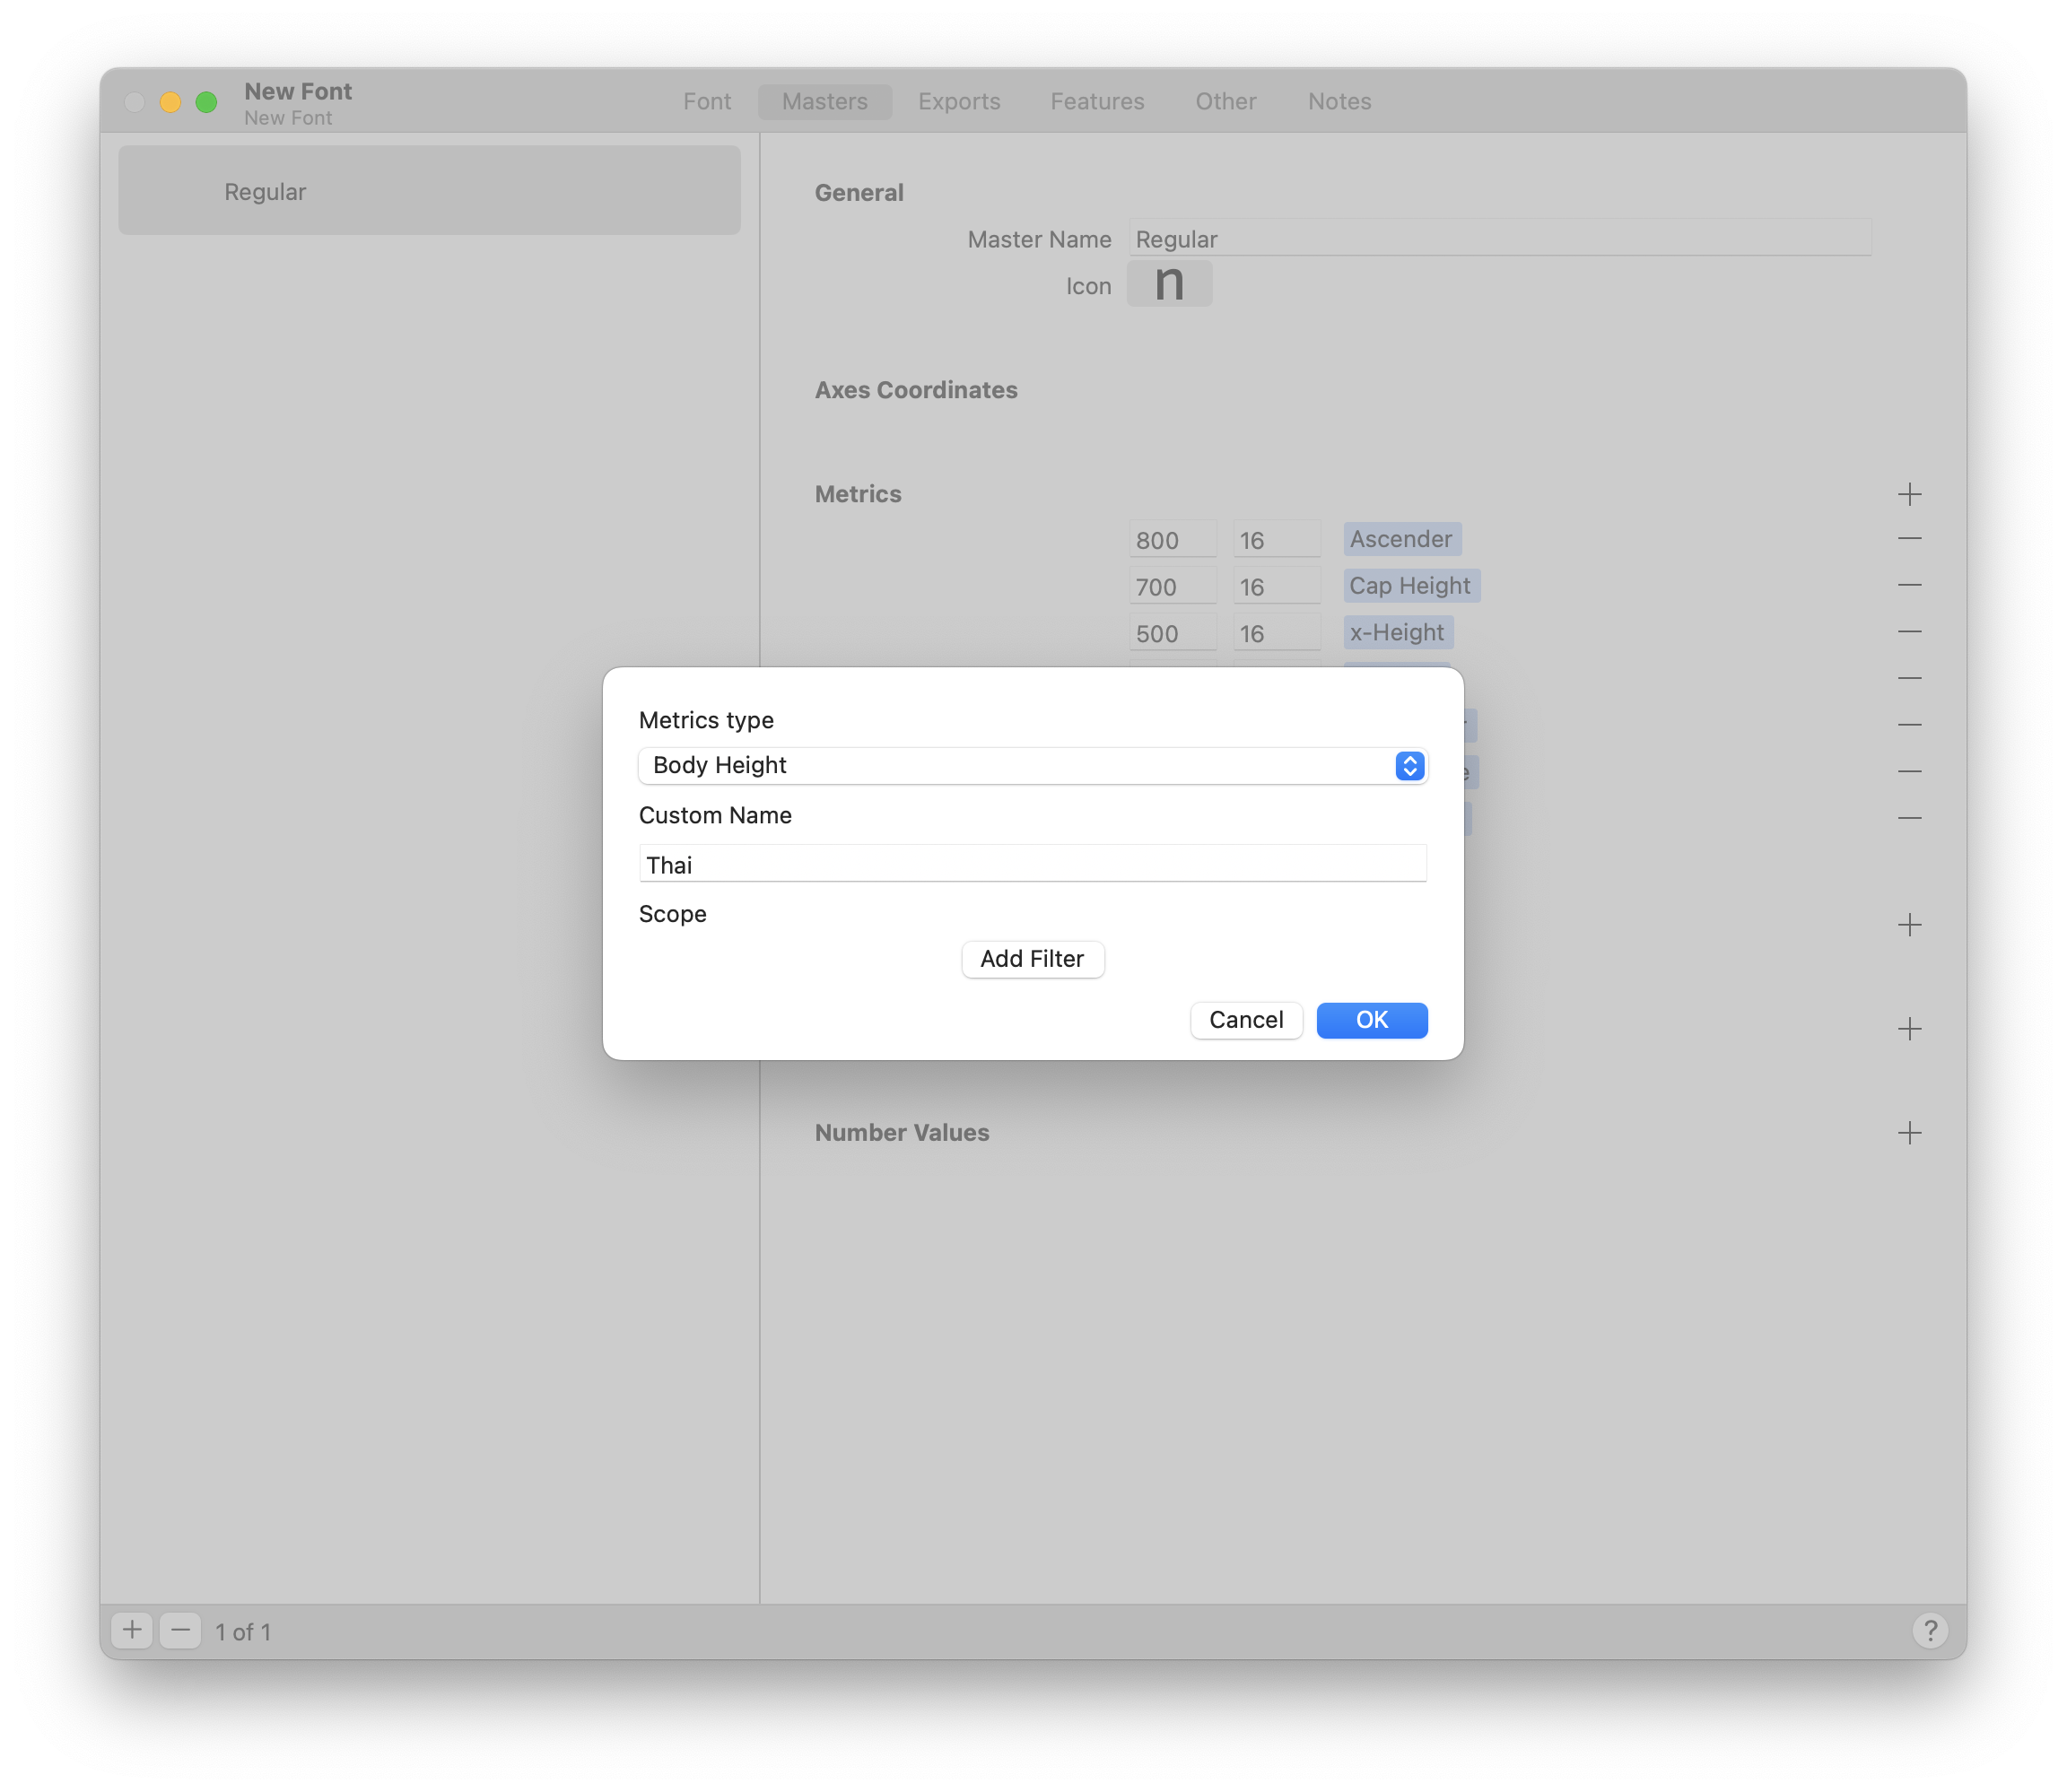 New Font
New Font
Font Masters Exports Features Other Notes
Regular
General
Master Name Regular
Icon n
Axes Coordinates
Metrics
800 16 Ascender
700 16 Cap Height
500 16 x-Height
Metrics type
Body Height
Custom Name
Thai
Scope
Add Filter
Cancel OK
Number Values
1 of 1
?